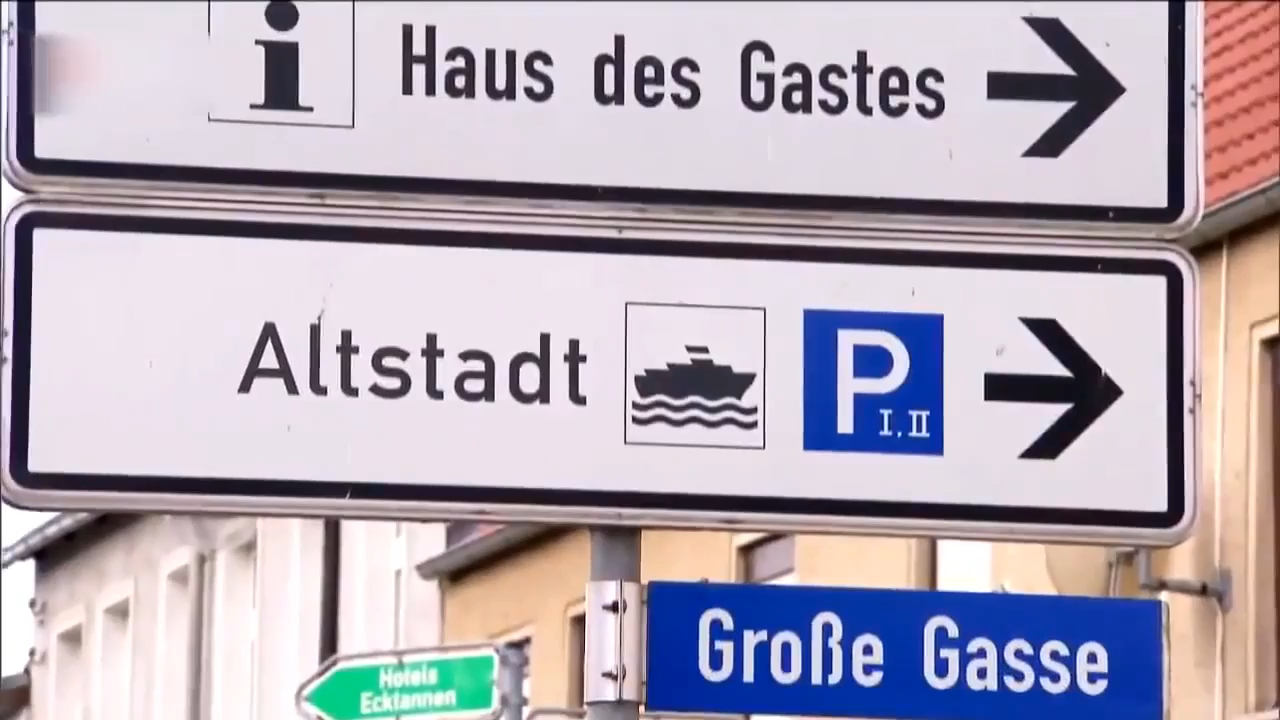 i Haus des Gastes
Altstadt P I, II
Große Gasse
Hotels
Ecktannen